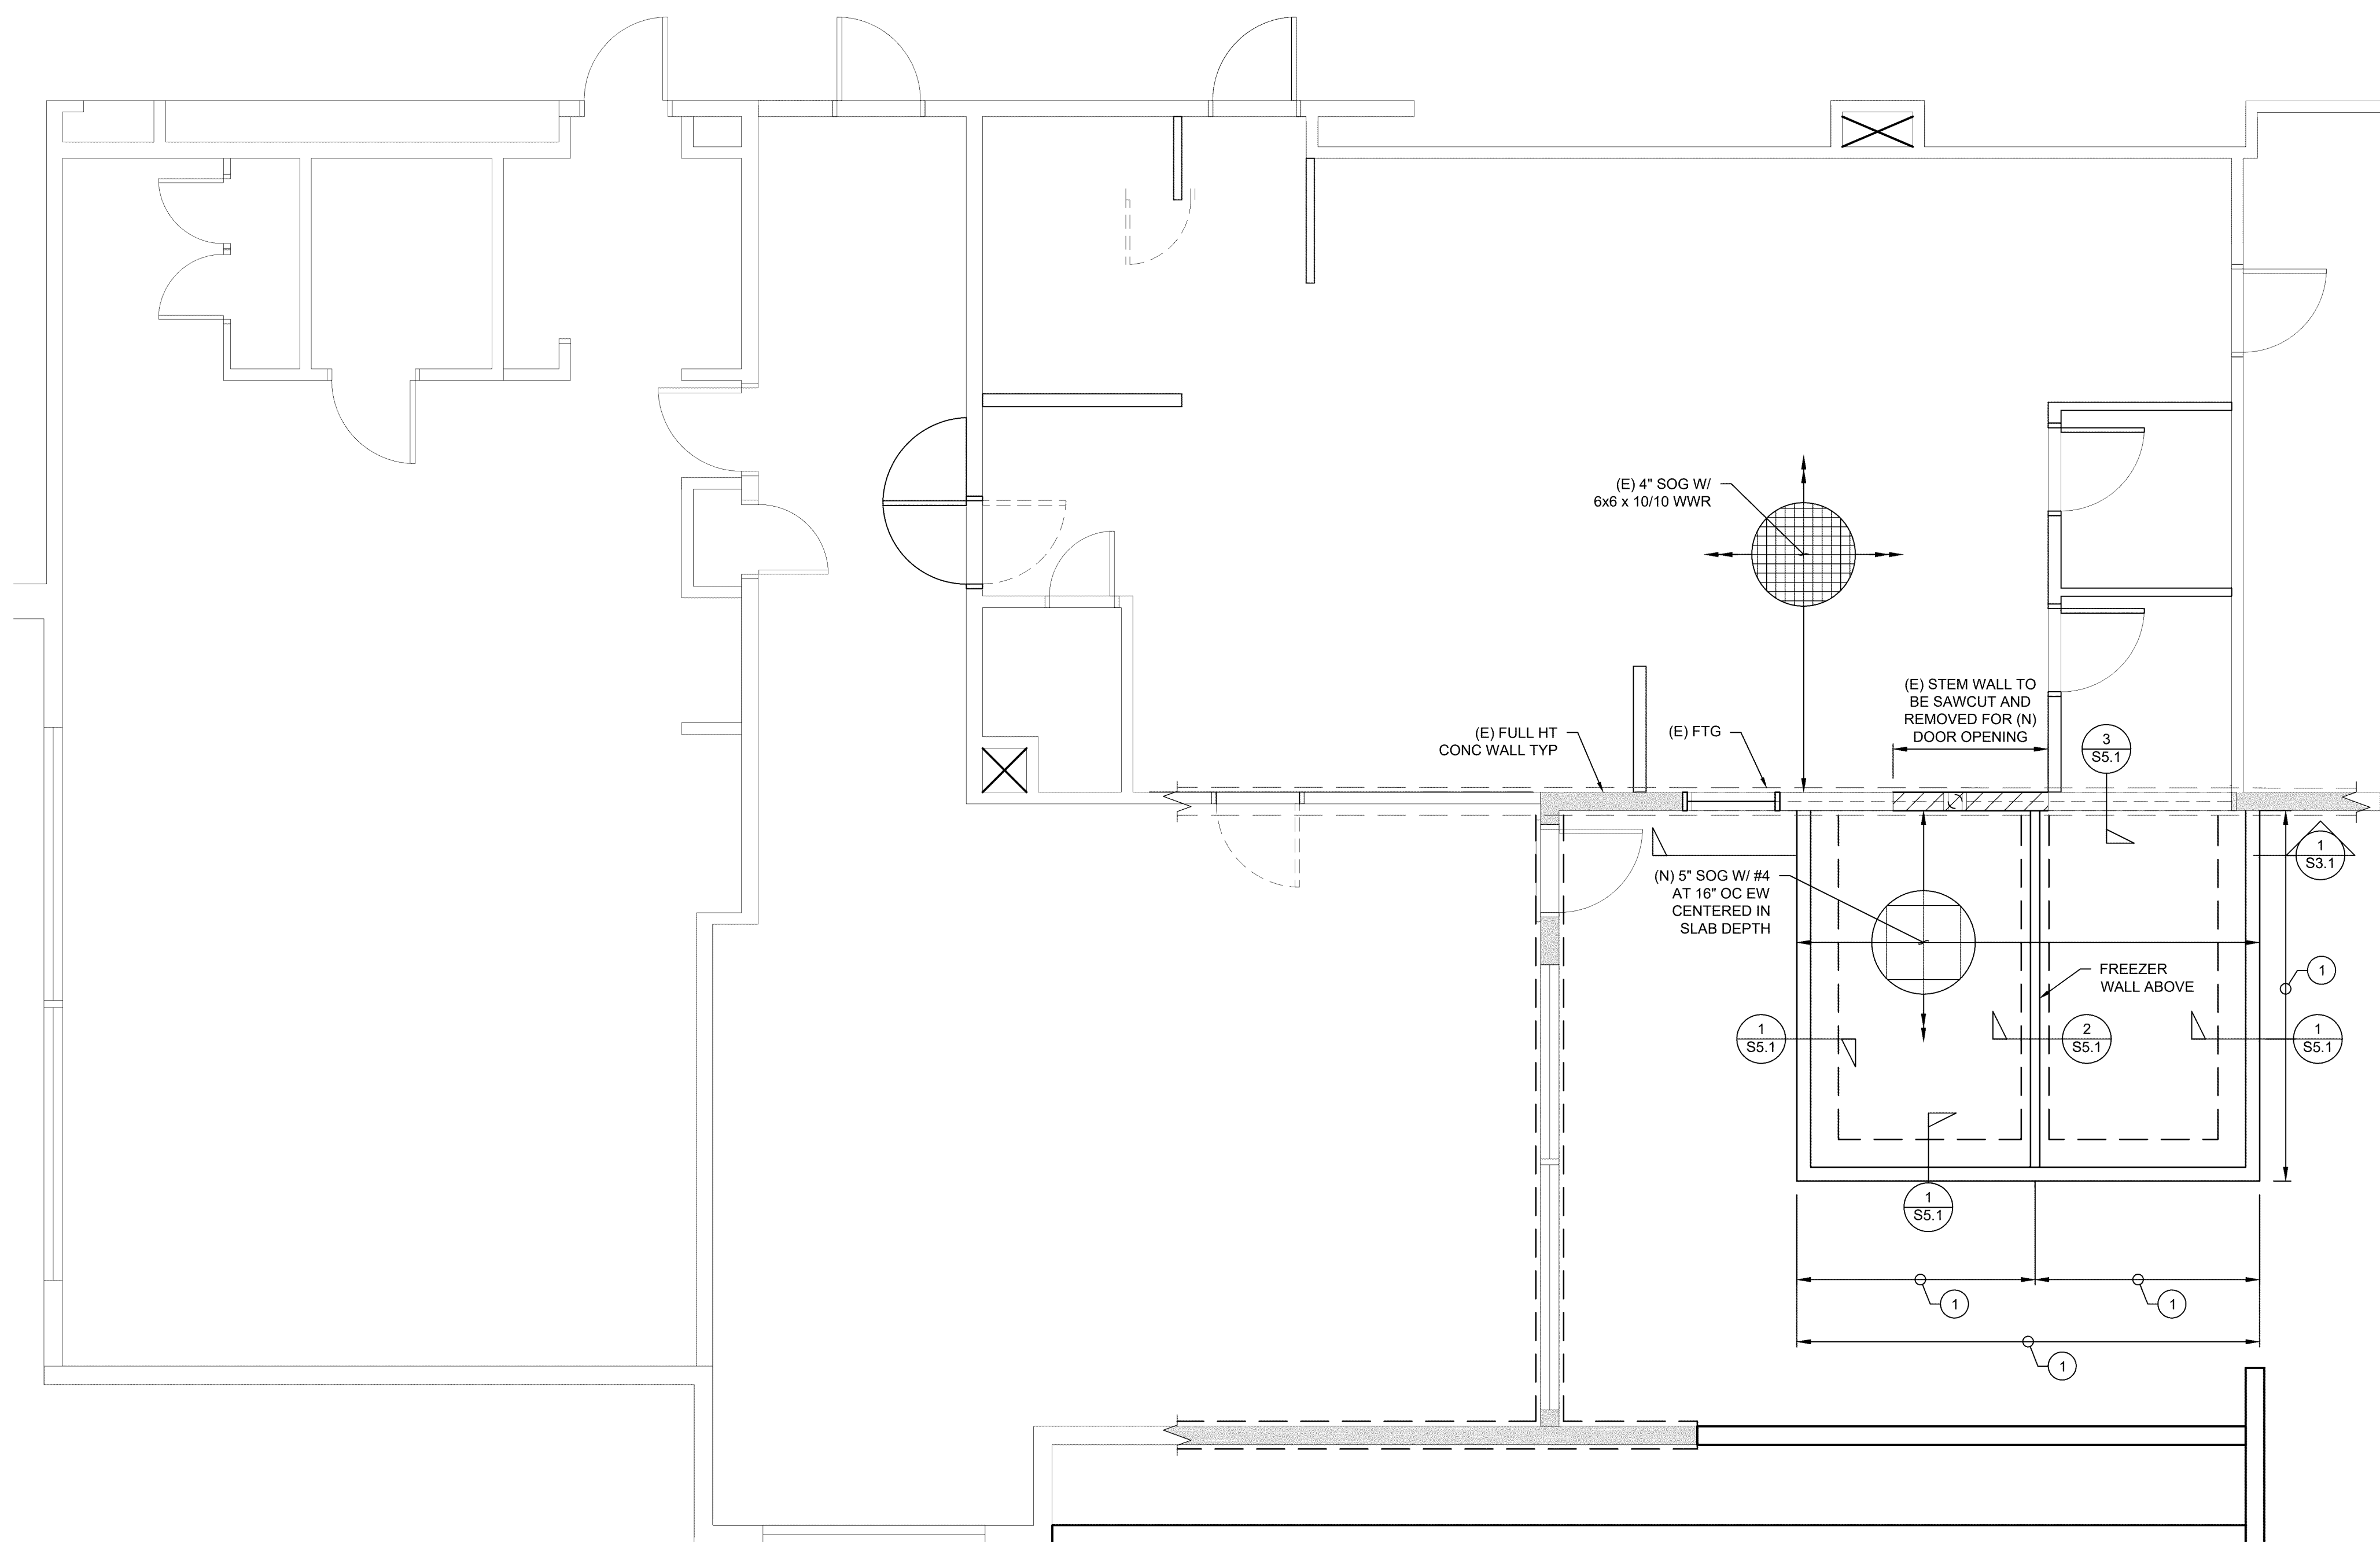 (E) 4" SOG W/
6x6 x 10/10 WWR
(E) STEM WALL TO
BE SAWCUT AND
REMOVED FOR (N)
DOOR OPENING
(E) FULL HT
CONC WALL TYP
(E) FTG
3
S5.1
1
S3.1
(N) 5" SOG W/ #4
AT 16" OC EW
CENTERED IN
SLAB DEPTH
FREEZER
WALL ABOVE
1
1
S5.1
2
S5.1
1
S5.1
1
S5.1
1
1
1